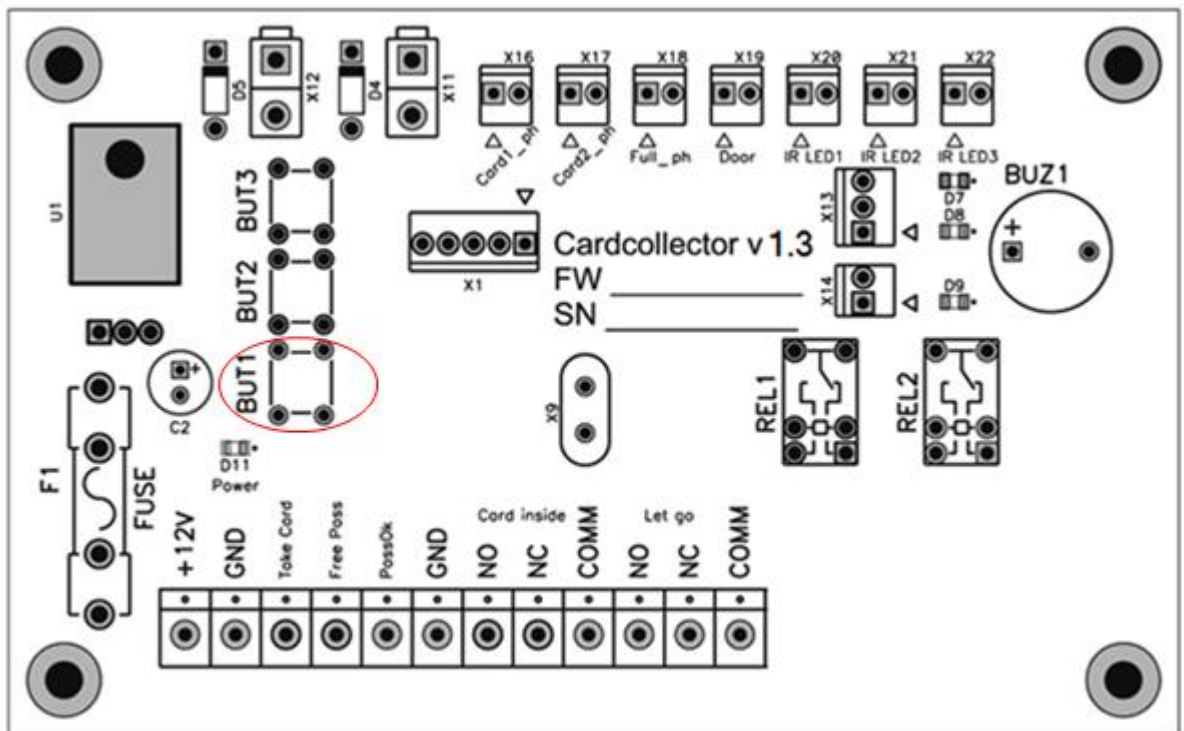 D5
X12
D4
X11
X16
X17
X18
X19
X20
X21
X22
Card1_ph
Card2_ph
Full_ph
Door
IR LED1
IR LED2
IR LED3
U1
BUT3
BUT2
BUT1
X1
Cardcollector v 1.3
FW
SN
X13
X14
D7
D8
D9
BUZ1
+
C2
+
D11
Power
F1
FUSE
X9
REL1
REL2
Card inside
Let go
+12V
GND
Take Card
Free Pass
PassOk
GND
NO
NC
COMM
NO
NC
COMM